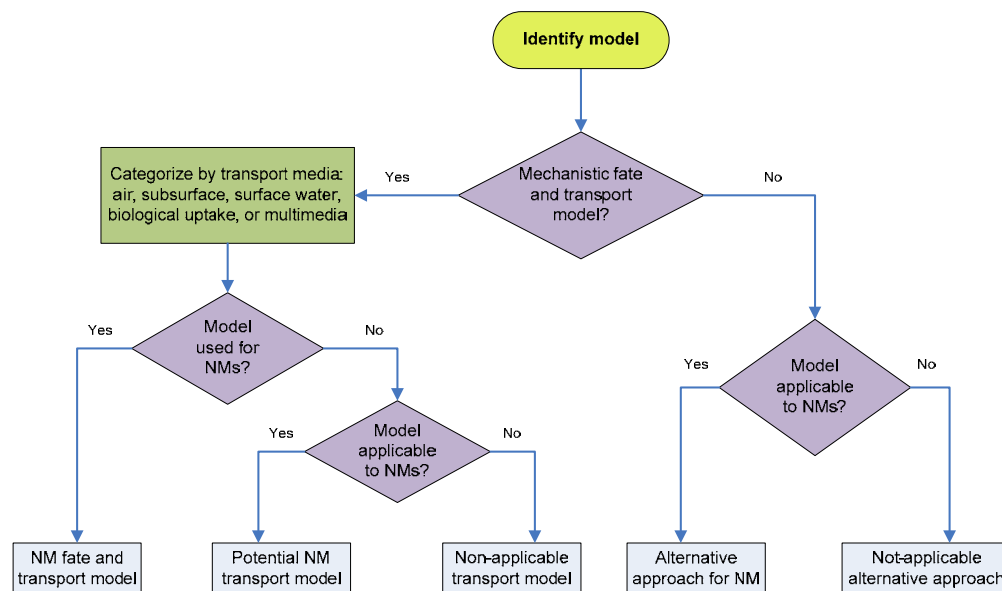 Identify model
Mechanistic fate
and transport
model?
Yes
No
Categorize by transport media:
air, subsurface, surface water,
biological uptake, or multimedia
Model
used for
NMs?
Yes
No
Model
applicable
to NMs?
Yes
No
Model
applicable
to NMs?
Yes
No
NM fate and
transport model
Potential NM
transport model
Non-applicable
transport model
Alternative
approach for NM
Not-applicable
alternative approach